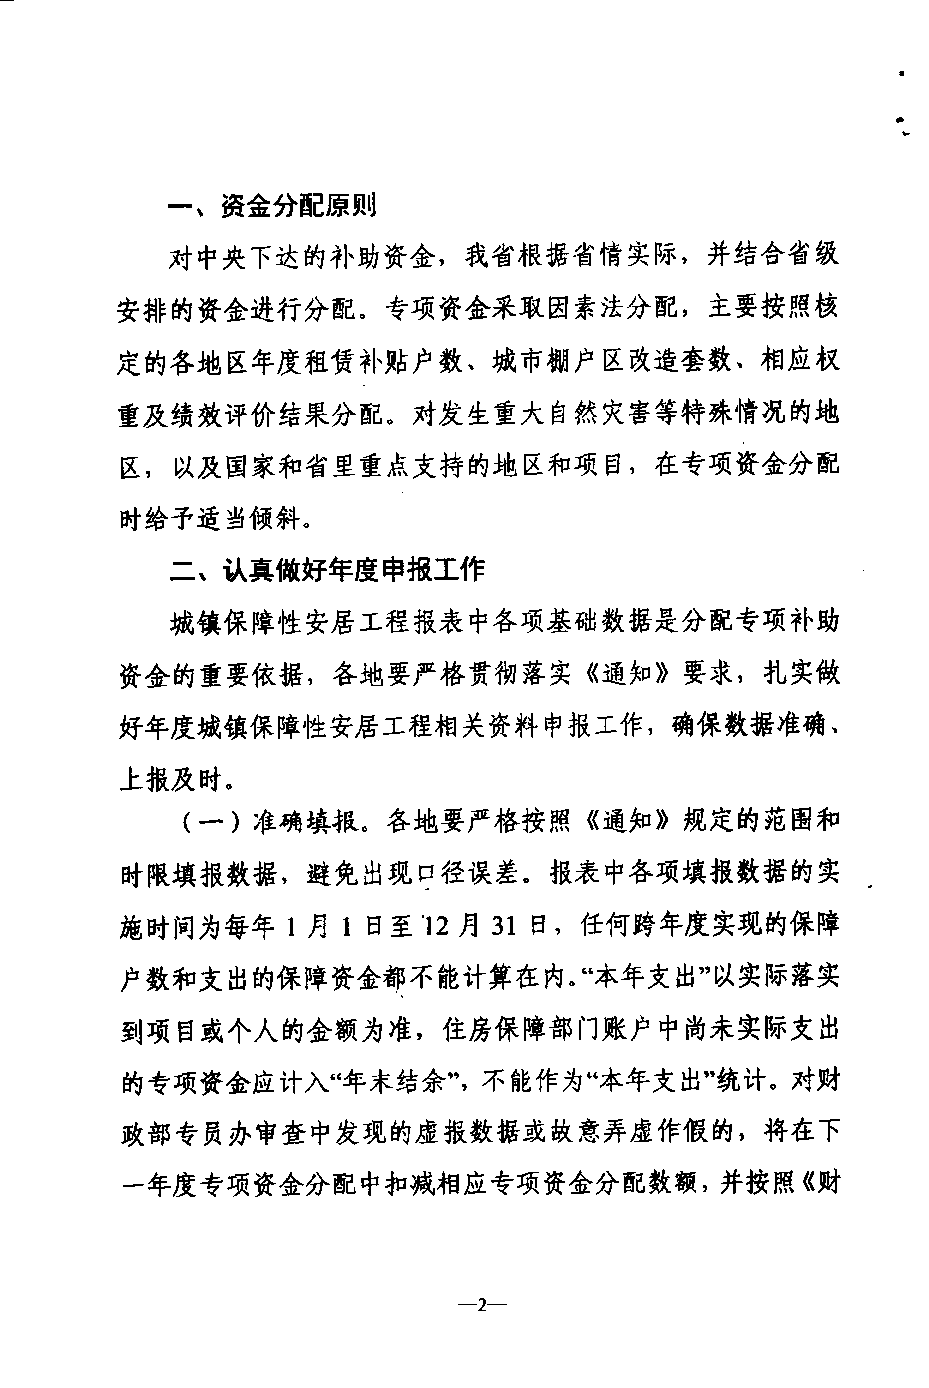 一、资金分配原则
对中央下达的补助资金，我省根据省情实际，并结合省级
安排的资金进行分配。专项资金采取因素法分配，主要按照核
定的各地区年度租赁补贴户数、城市棚户区改造套数、相应权
重及绩效评价结果分配。对发生重大自然灾害等特殊情况的地
区，以及国家和省里重点支持的地区和项目，在专项资金分配
时给予适当倾斜。
二、认真做好年度申报工作
城镇保障性安居工程报表中各项基础数据是分配专项补助
资金的重要依据，各地要严格贯彻落实《通知》要求，扎实做
好年度城镇保障性安居工程相关资料申报工作，确保数据准确、
上报及时。
（一）准确填报。各地要严格按照《通知》规定的范围和
时限填报数据，避免出现口径误差。报表中各项填报数据的实
施时间为每年 1 月 1 日至 12 月 31 日，任何跨年度实现的保障
户数和支出的保障资金都不能计算在内。“本年支出”以实际落实
到项目或个人的金额为准，住房保障部门账户中尚未实际支出
的专项资金应计入“年末结余”，不能作为“本年支出”统计。对财
政部专员办审查中发现的虚报数据或故意弄虚作假的，将在下
一年度专项资金分配中扣减相应专项资金分配数额，并按照《财
—2—